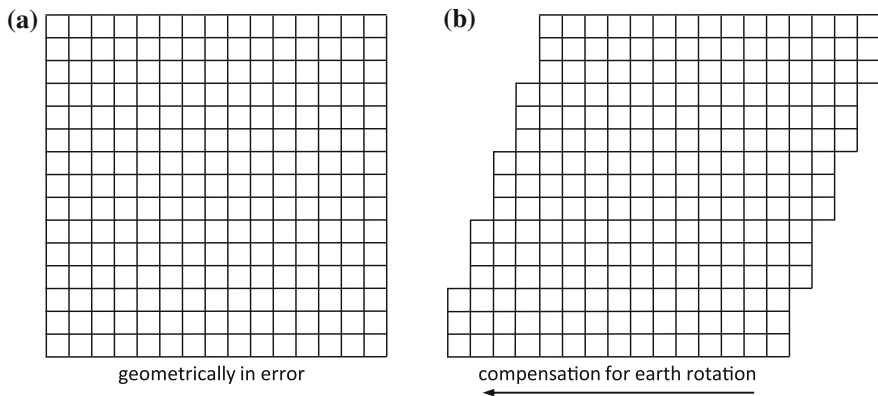 (a)
(b)
geometrically in error
compensation for earth rotation